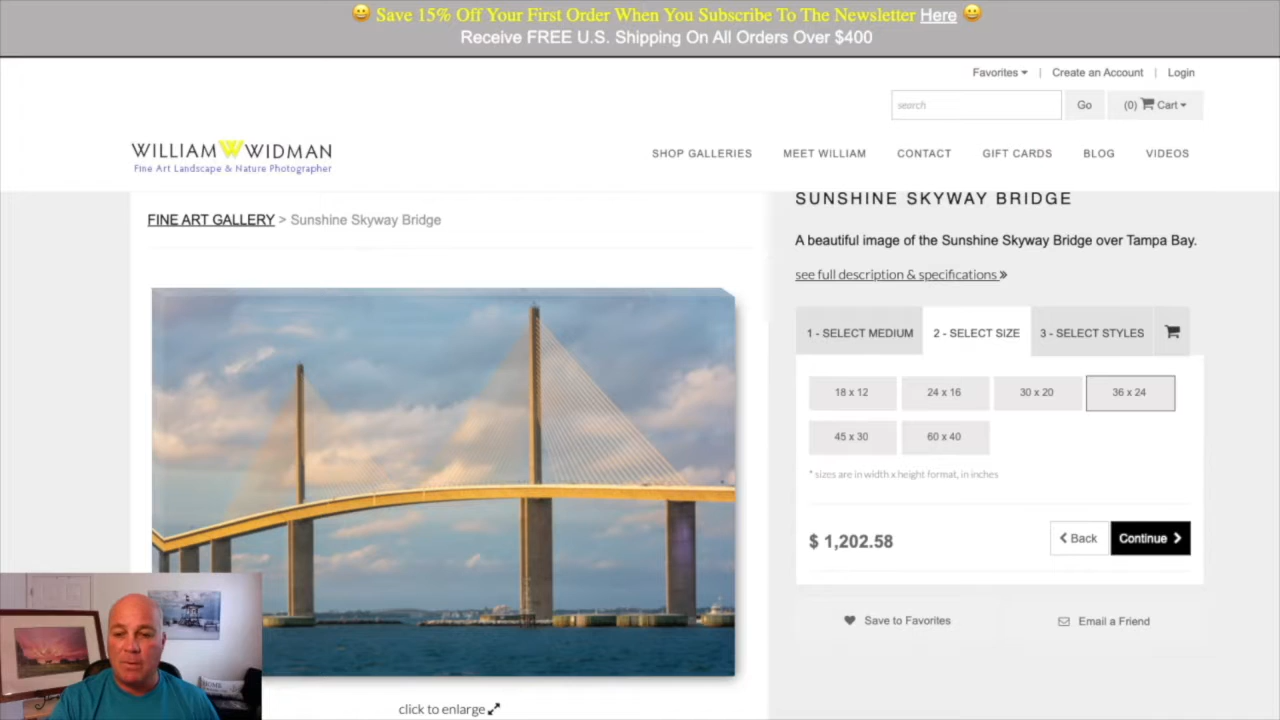 😀 Save 15% Off Your First Order When You Subscribe To The Newsletter Here 😀
Receive FREE U.S. Shipping On All Orders Over $400
Favorites | Create an Account | Login
search Go (0) Cart
WILLIAM WIDMAN
Fine Art Landscape & Nature Photographer
SHOP GALLERIES MEET WILLIAM CONTACT GIFT CARDS BLOG VIDEOS
FINE ART GALLERY > Sunshine Skyway Bridge
SUNSHINE SKYWAY BRIDGE
A beautiful image of the Sunshine Skyway Bridge over Tampa Bay.
see full description & specifications »
1 - SELECT MEDIUM 2 - SELECT SIZE 3 - SELECT STYLES
18 x 12 24 x 16 30 x 20 36 x 24
45 x 30 60 x 40
* sizes are in width x height format, in inches
$ 1,202.58 Back Continue
Save to Favorites Email a Friend
click to enlarge